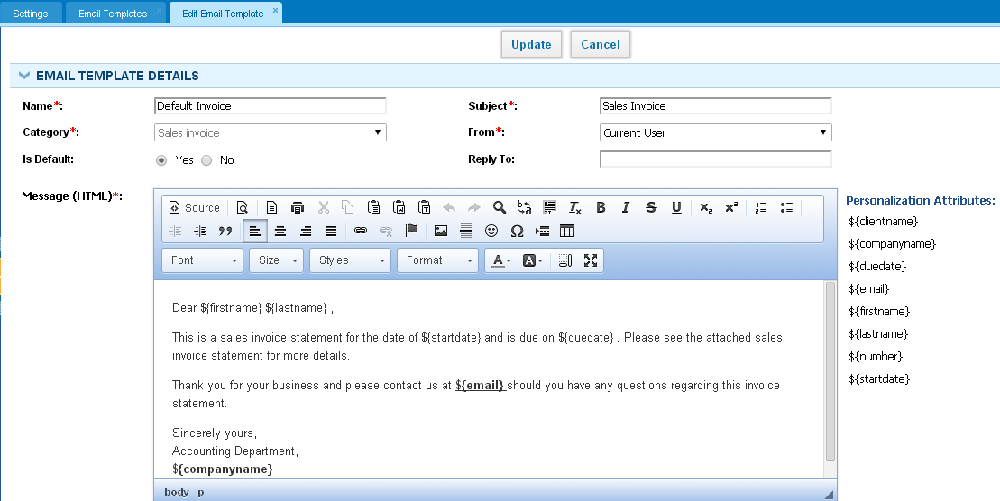 Settings
Email Templates
Edit Email Template
Update
Cancel
EMAIL TEMPLATE DETAILS
Name*: Default Invoice Subject*: Sales Invoice
Category*: Sales invoice From*: Current User
Is Default: Yes No Reply To:
Message (HTML)*:
Source
B I S U x₂ x²
Font Size Styles Format A A
Dear ${firstname} ${lastname} ,
This is a sales invoice statement for the date of ${startdate} and is due on ${duedate} . Please see the attached sales
invoice statement for more details.
Thank you for your business and please contact us at ${email} should you have any questions regarding this invoice
statement.
Sincerely yours,
Accounting Department,
${companyname}
body p
Personalization Attributes:
${clientname}
${companyname}
${duedate}
${email}
${firstname}
${lastname}
${number}
${startdate}